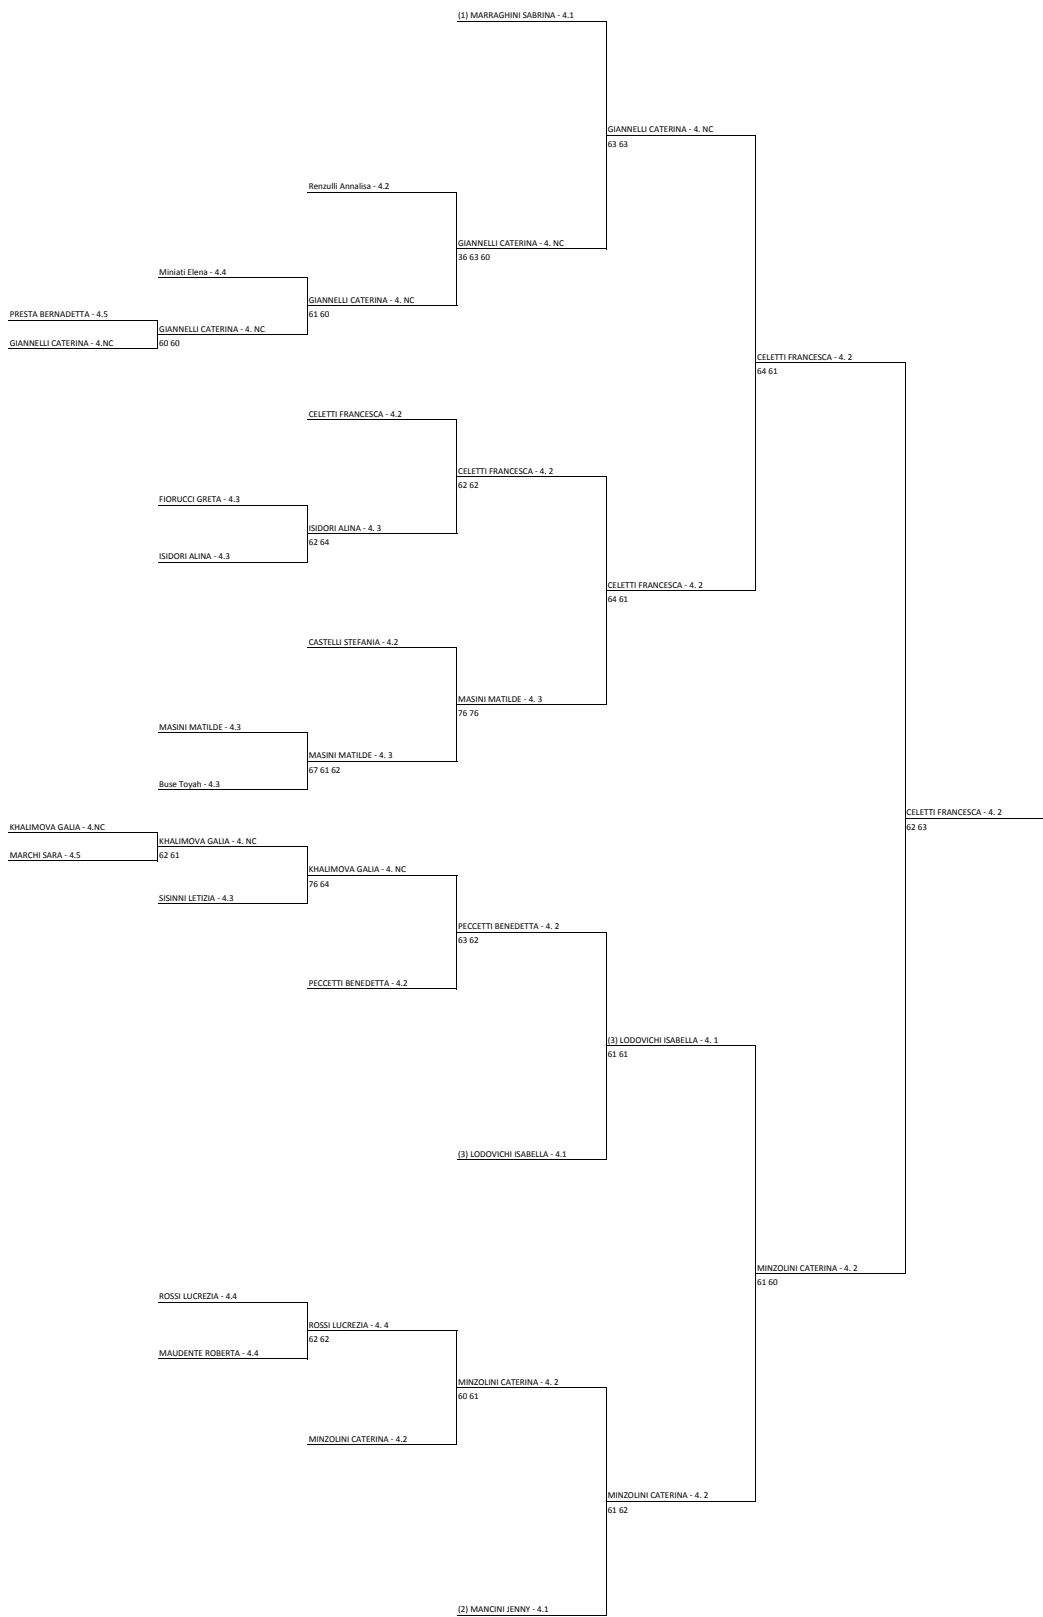 (1) MARRAGHINI SABRINA - 4.1
GIANNELLI CATERINA - 4. NC
63 63
Renzulli Annalisa - 4.2
GIANNELLI CATERINA - 4. NC
36 63 60
Miniati Elena - 4.4
GIANNELLI CATERINA - 4. NC
61 60
PRESTA BERNADETTA - 4.5
GIANNELLI CATERINA - 4. NC
60 60
GIANNELLI CATERINA - 4.NC
CELETTI FRANCESCA - 4. 2
64 61
CELETTI FRANCESCA - 4.2
CELETTI FRANCESCA - 4. 2
62 62
FIORUCCI GRETA - 4.3
ISIDORI ALINA - 4. 3
62 64
ISIDORI ALINA - 4.3
CELETTI FRANCESCA - 4. 2
64 61
CASTELLI STEFANIA - 4.2
MASINI MATILDE - 4. 3
76 76
MASINI MATILDE - 4.3
MASINI MATILDE - 4. 3
67 61 62
Buse Toyah - 4.3
CELETTI FRANCESCA - 4. 2
62 63
KHALIMOVA GALIA - 4.NC
KHALIMOVA GALIA - 4. NC
62 61
MARCHI SARA - 4.5
KHALIMOVA GALIA - 4. NC
76 64
SISINNI LETIZIA - 4.3
PECCETTI BENEDETTA - 4. 2
63 62
PECCETTI BENEDETTA - 4.2
(3) LODOVICHI ISABELLA - 4. 1
61 61
(3) LODOVICHI ISABELLA - 4.1
MINZOLINI CATERINA - 4. 2
61 60
ROSSI LUCREZIA - 4.4
ROSSI LUCREZIA - 4. 4
62 62
MAUDENTE ROBERTA - 4.4
MINZOLINI CATERINA - 4. 2
60 61
MINZOLINI CATERINA - 4.2
MINZOLINI CATERINA - 4. 2
61 62
(2) MANCINI JENNY - 4.1